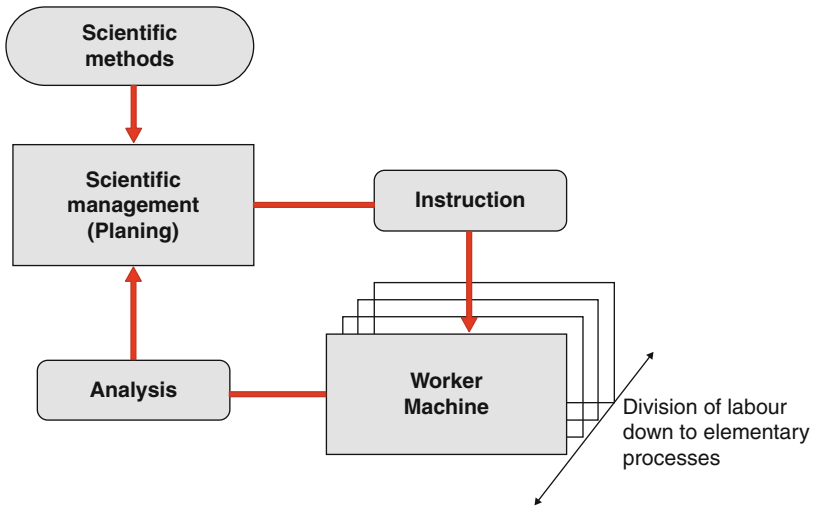 Scientific
methods
Scientific
management
(Planing)
Instruction
Analysis
Worker
Machine
Division of labour
down to elementary
processes